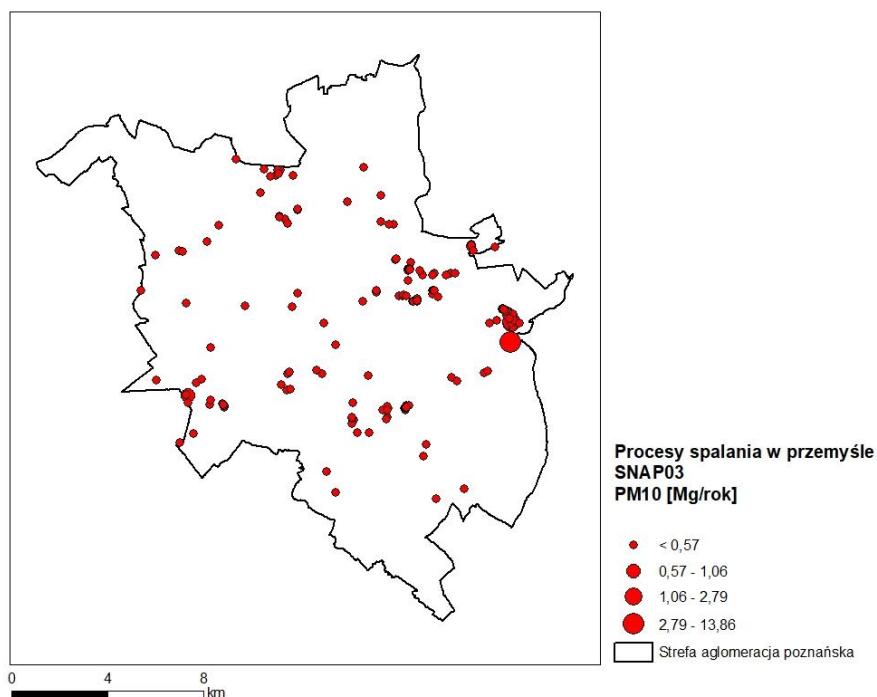 Procesy spalania w przemyśle
SNAP03
PM10 [Mg/rok]
< 0,57
0,57 - 1,06
1,06 - 2,79
2,79 - 13,86
Strefa aglomeracja poznańska
0 4 8
km